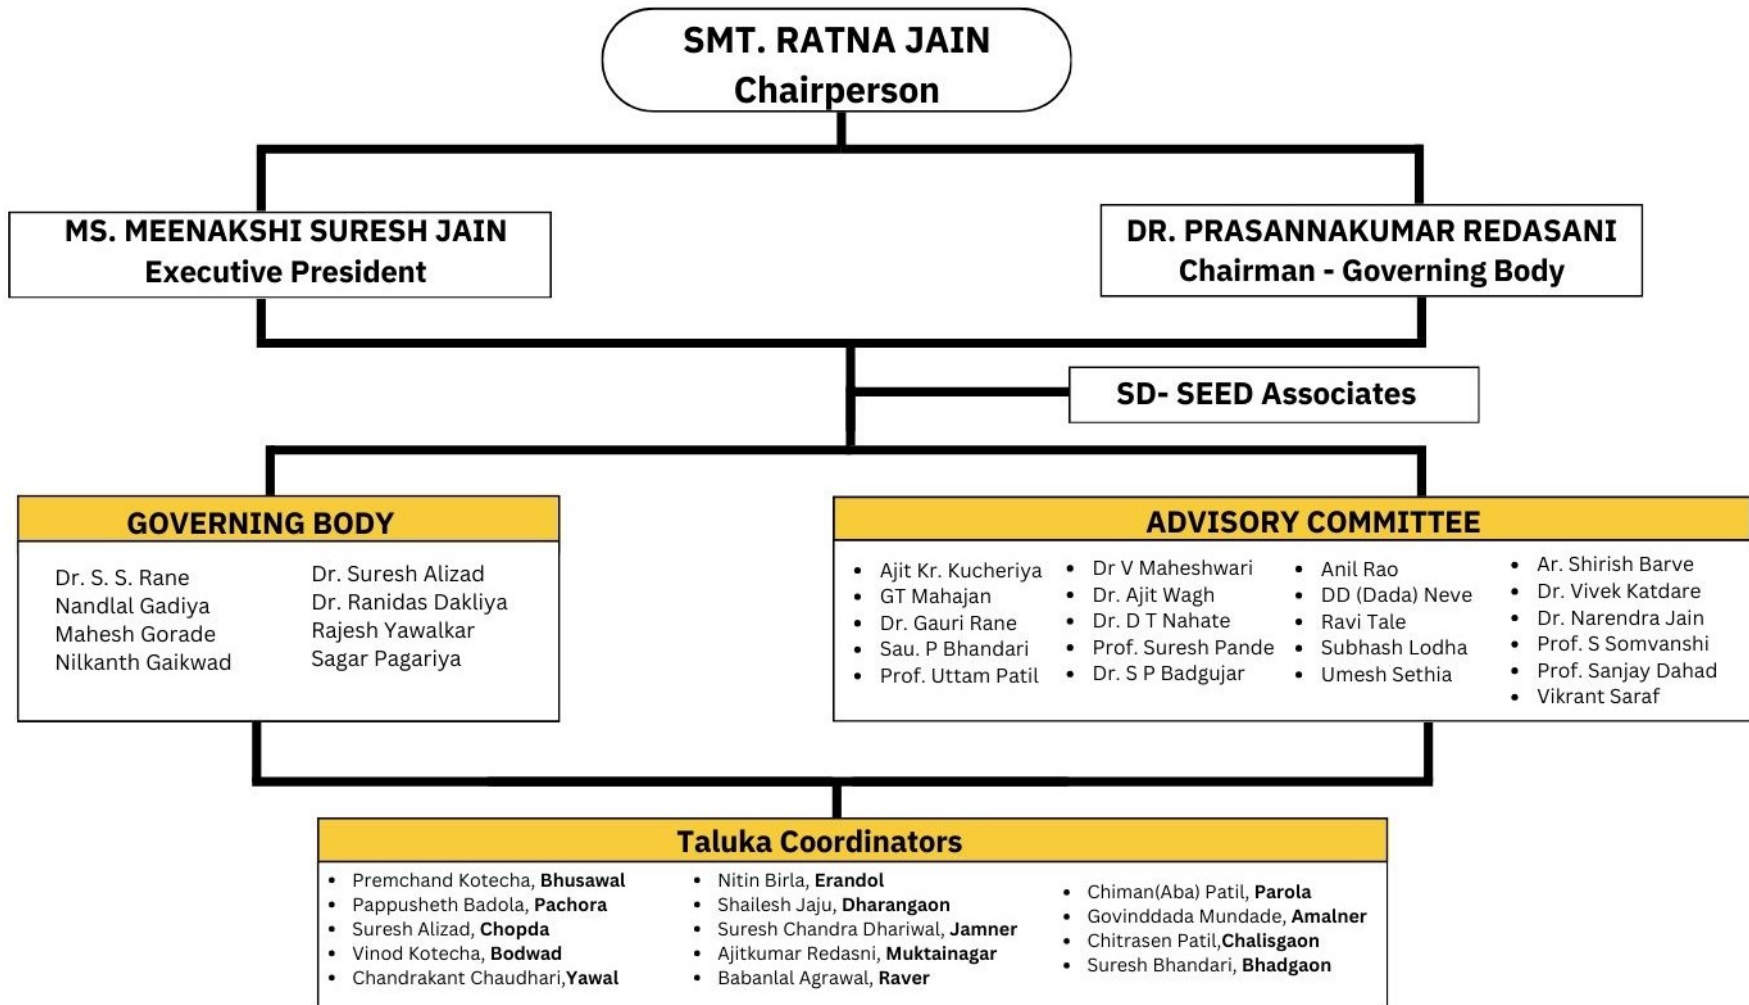 SMT. RATNA JAIN
Chairperson
MS. MEENAKSHI SURESH JAIN
Executive President
DR. PRASANNAKUMAR REDASANI
Chairman - Governing Body
SD- SEED Associates
GOVERNING BODY
Dr. S. S. Rane
Nandlal Gadiya
Mahesh Gorade
Nilkanth Gaikwad
Dr. Suresh Alizad
Dr. Ranidas Dakliya
Rajesh Yawalkar
Sagar Pagariya
ADVISORY COMMITTEE
• Ajit Kr. Kucheriya
• GT Mahajan
• Dr. Gauri Rane
• Sau. P Bhandari
• Prof. Uttam Patil
• Dr V Maheshwari
• Dr. Ajit Wagh
• Dr. D T Nahate
• Prof. Suresh Pande
• Dr. S P Badgujar
• Anil Rao
• DD (Dada) Neve
• Ravi Tale
• Subhash Lodha
• Umesh Sethia
• Ar. Shirish Barve
• Dr. Vivek Katdare
• Dr. Narendra Jain
• Prof. S Somvanshi
• Prof. Sanjay Dahad
• Vikrant Saraf
Taluka Coordinators
• Premchand Kotecha, Bhusawal
• Pappusheth Badola, Pachora
• Suresh Alizad, Chopda
• Vinod Kotecha, Bodwad
• Chandrakant Chaudhari,Yawal
• Nitin Birla, Erandol
• Shailesh Jaju, Dharangaon
• Suresh Chandra Dhariwal, Jamner
• Ajitkumar Redasni, Muktainagar
• Babanlal Agrawal, Raver
• Chiman(Aba) Patil, Parola
• Govinddada Mundade, Amalner
• Chitrasen Patil,Chalisgaon
• Suresh Bhandari, Bhadgaon